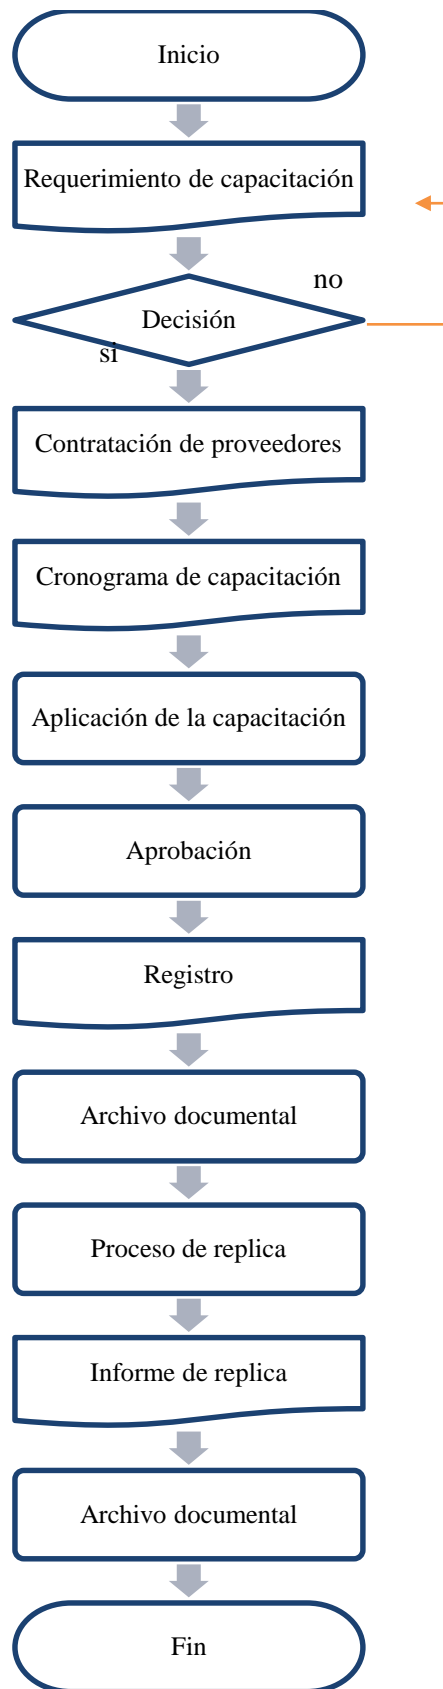 Inicio
Requerimiento de capacitación
no
Decisión
si
Contratación de proveedores
Cronograma de capacitación
Aplicación de la capacitación
Aprobación
Registro
Archivo documental
Proceso de replica
Informe de replica
Archivo documental
Fin